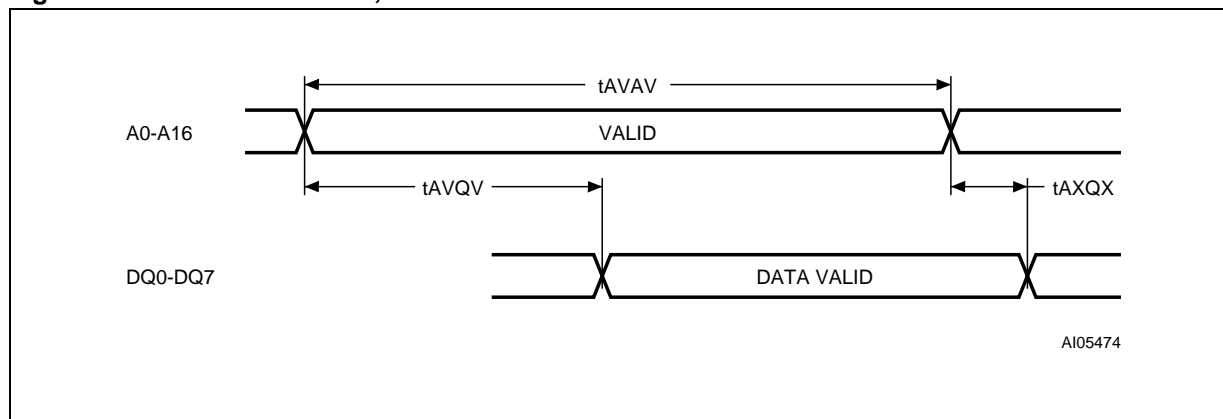 tAVAV
A0-A16
VALID
tAVQV
tAXQX
DQ0-DQ7
DATA VALID
AI05474